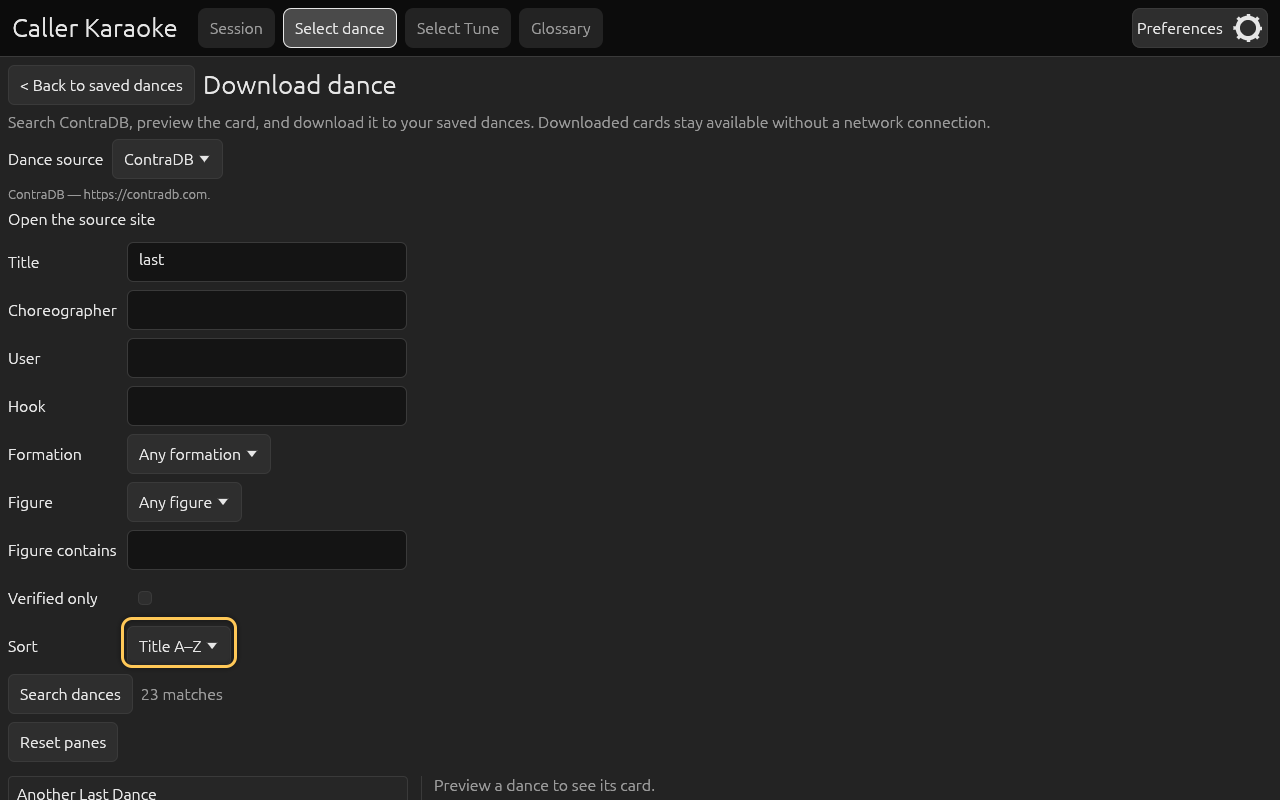 Caller Karaoke Session Select dance Select Tune Glossary Preferences
< Back to saved dances Download dance
Search ContraDB, preview the card, and download it to your saved dances. Downloaded cards stay available without a network connection.
Dance source ContraDB
ContraDB — https://contradb.com.
Open the source site
Title last
Choreographer
User
Hook
Formation Any formation
Figure Any figure
Figure contains
Verified only
Sort Title A–Z
Search dances 23 matches
Reset panes
Another Last Dance
Preview a dance to see its card.